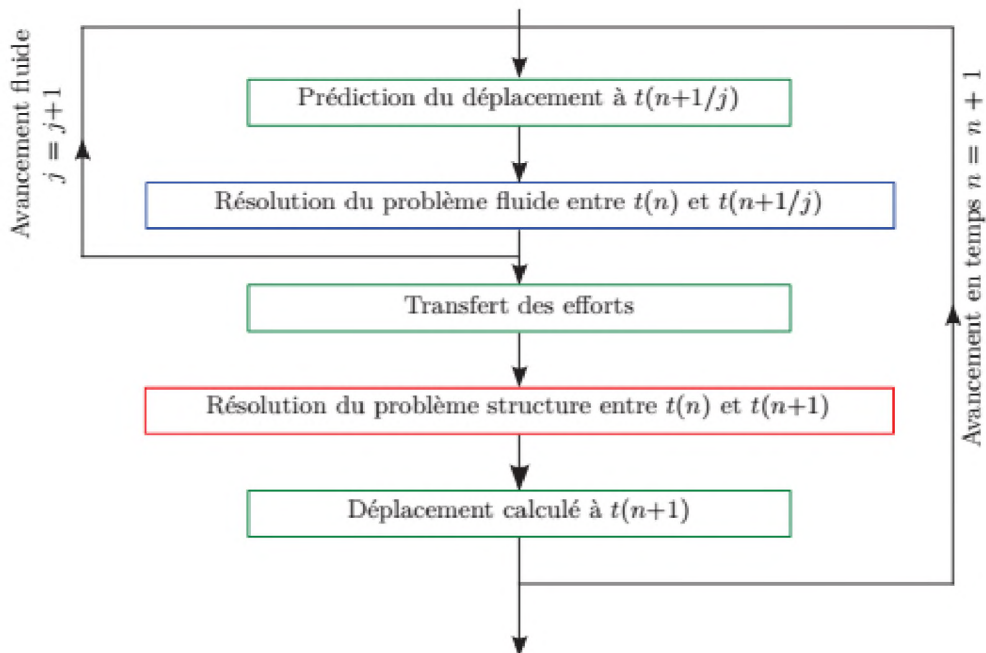 Avancement fluide
j = j+1
Prédiction du déplacement à t(n+1/j)
Résolution du problème fluide entre t(n) et t(n+1/j)
Transfert des efforts
Résolution du problème structure entre t(n) et t(n+1)
Déplacement calculé à t(n+1)
Avancement en temps n = n + 1